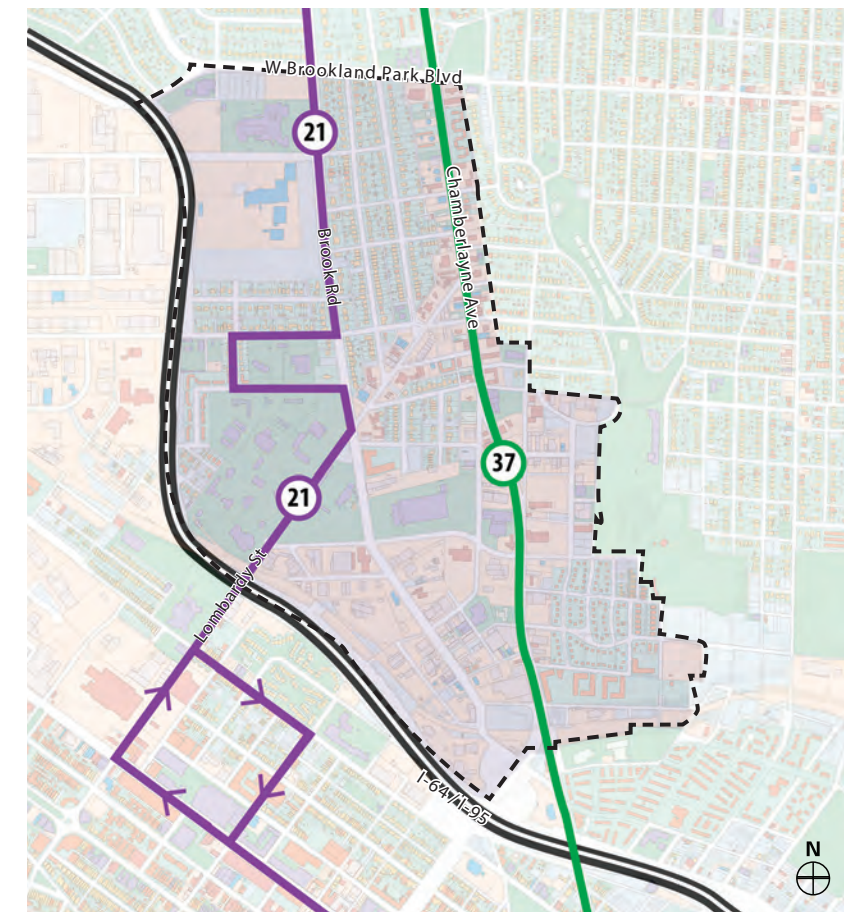 W Brookland Park Blvd
21
Chamberlayne Ave
Brook Rd
37
21
Lombardy St
I-64 / I-95
N